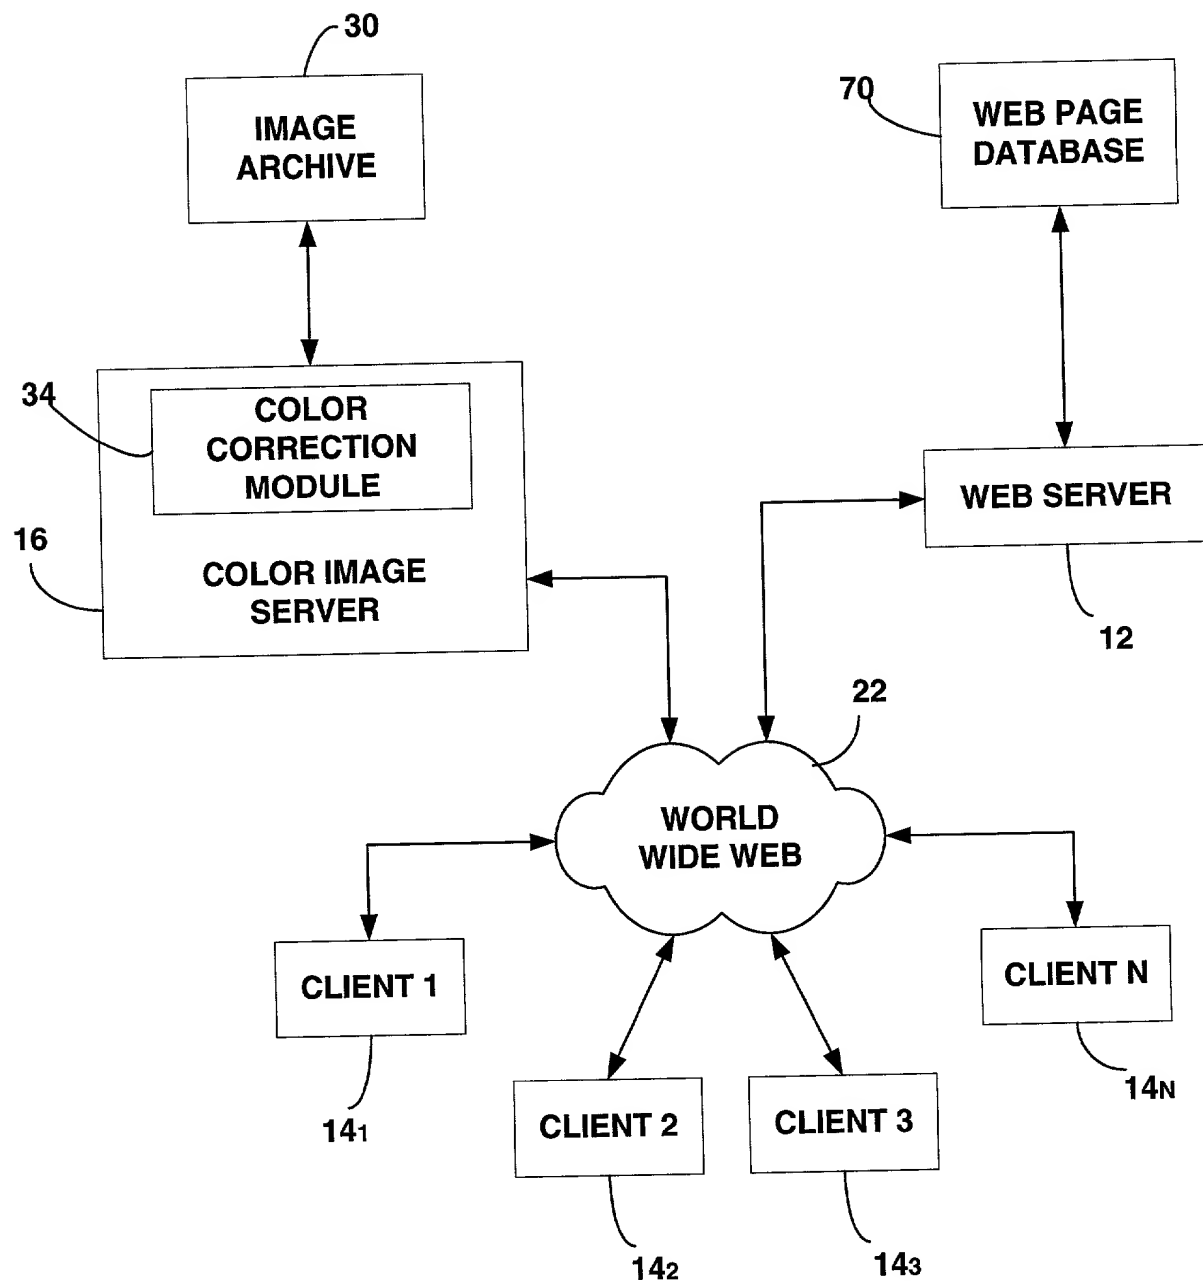 30
IMAGE
ARCHIVE
70
WEB PAGE
DATABASE
34
COLOR
CORRECTION
MODULE
16
COLOR IMAGE
SERVER
WEB SERVER
12
22
WORLD
WIDE WEB
CLIENT 1
14₁
CLIENT 2
14₂
CLIENT 3
14₃
CLIENT N
14N